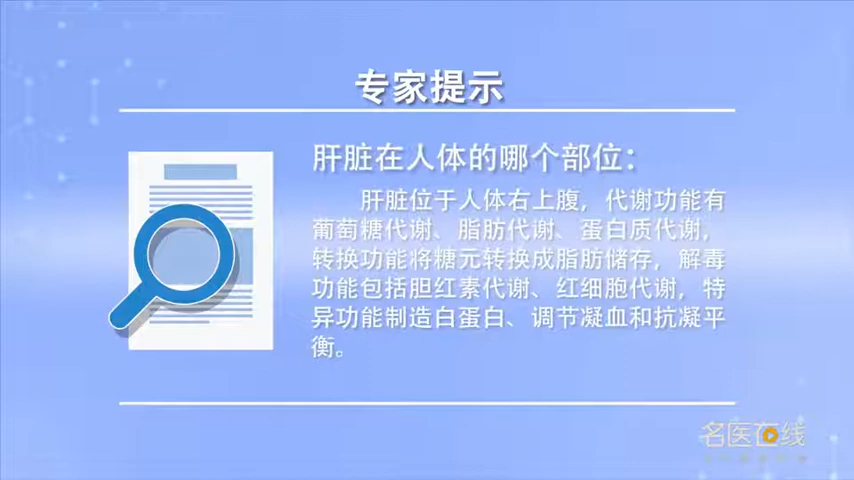 专家提示
肝脏在人体的哪个部位：
肝脏位于人体右上腹，代谢功能有
葡萄糖代谢、脂肪代谢、蛋白质代谢，
转换功能将糖元转换成脂肪储存，解毒
功能包括胆红素代谢、红细胞代谢，特
异功能制造白蛋白、调节凝血和抗凝平
衡。
名医在线